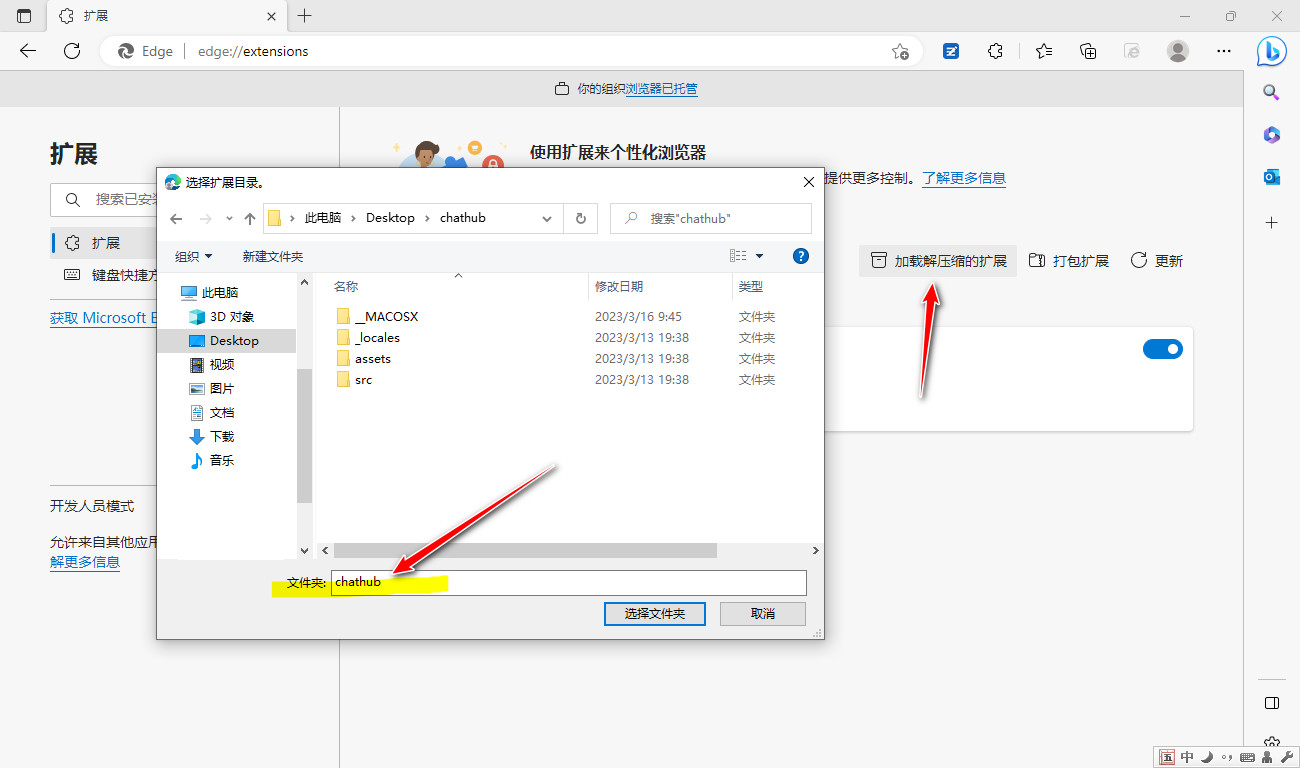 扩展
Edge
edge://extensions
你的组织浏览器已托管
扩展
使用扩展来个性化浏览器
提供更多控制。了解更多信息
搜索已安
扩展
键盘快捷方
获取 Microsoft E
加载解压缩的扩展
打包扩展
更新
选择扩展目录。
此电脑 › Desktop › chathub
搜索"chathub"
组织
新建文件夹
名称 修改日期 类型
此电脑
3D 对象
Desktop
视频
图片
文档
下载
音乐
__MACOSX 2023/3/16 9:45 文件夹
_locales 2023/3/13 19:38 文件夹
assets 2023/3/13 19:38 文件夹
src 2023/3/13 19:38 文件夹
文件夹: chathub
选择文件夹 取消
开发人员模式
允许来自其他应用
解更多信息
五 中